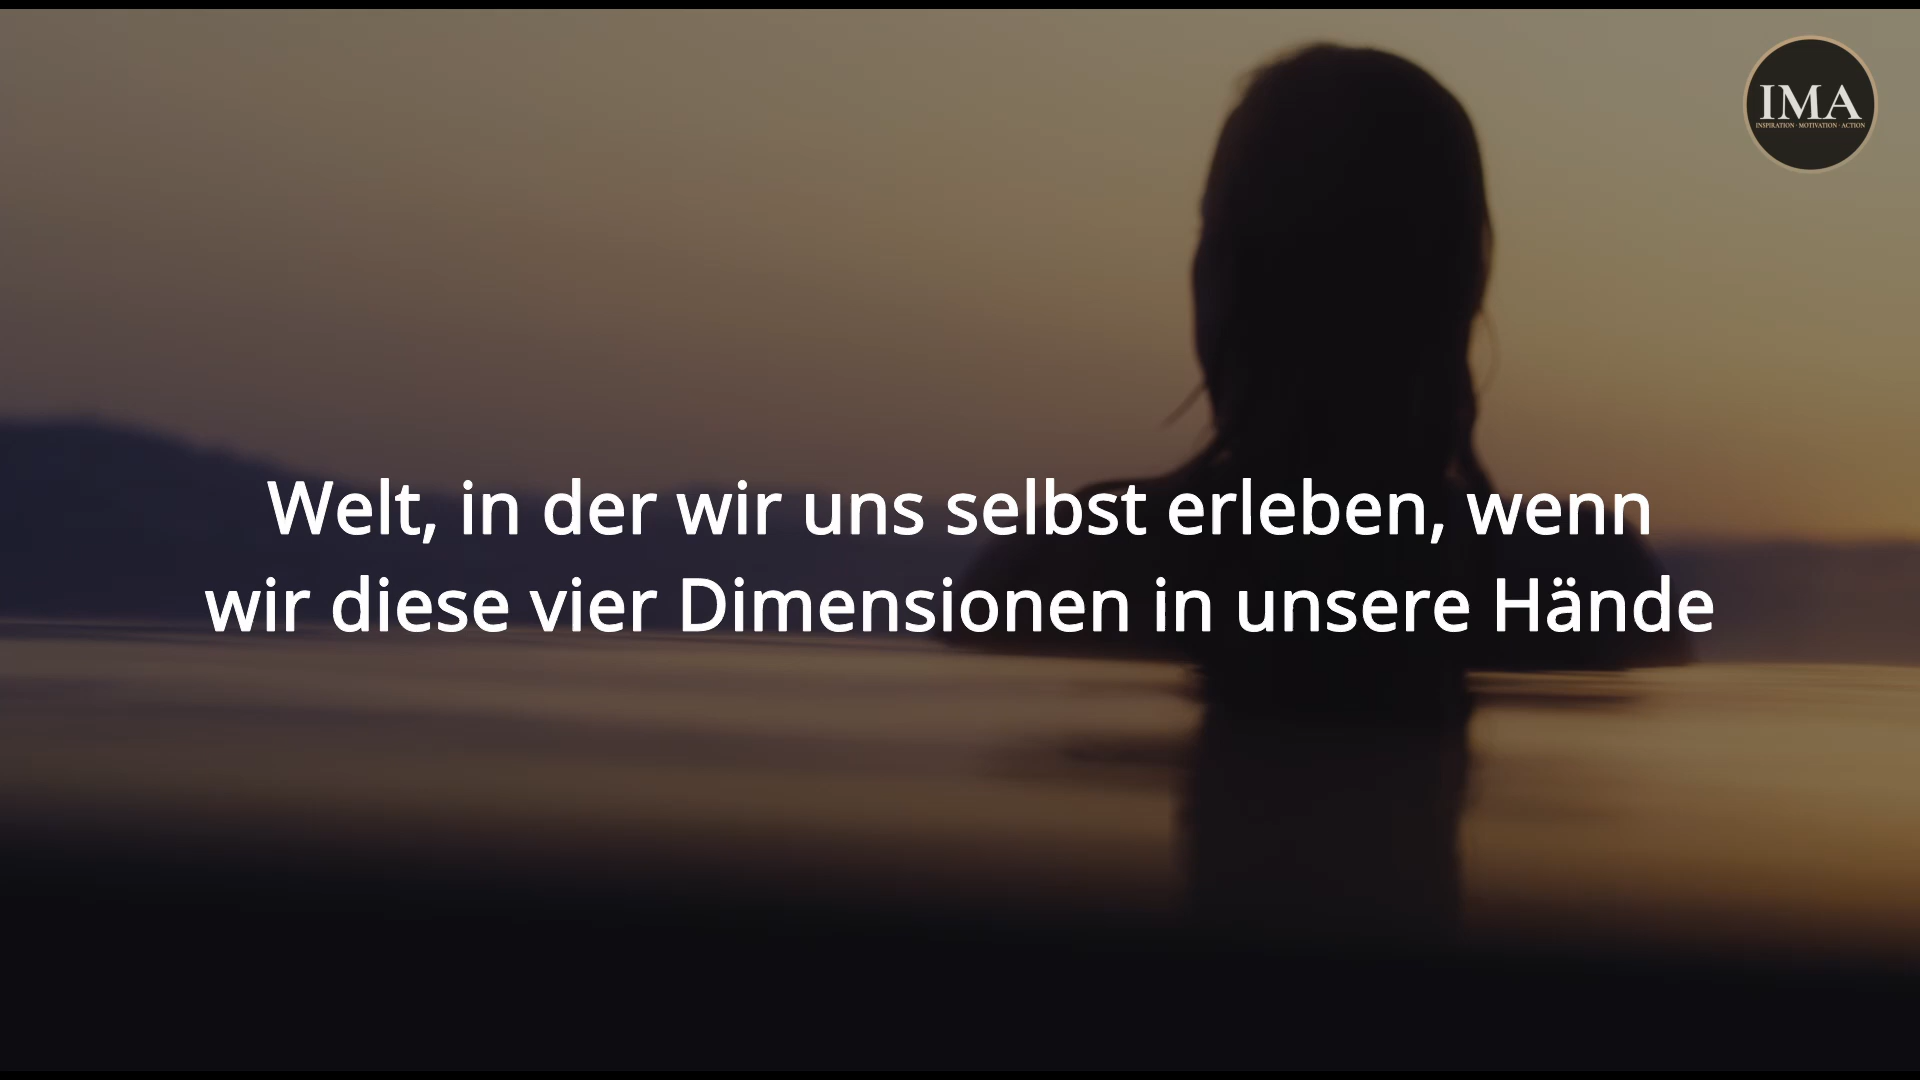 IMA
INSPIRATION · MOTIVATION · ACTION
Welt, in der wir uns selbst erleben, wenn
wir diese vier Dimensionen in unsere Hände